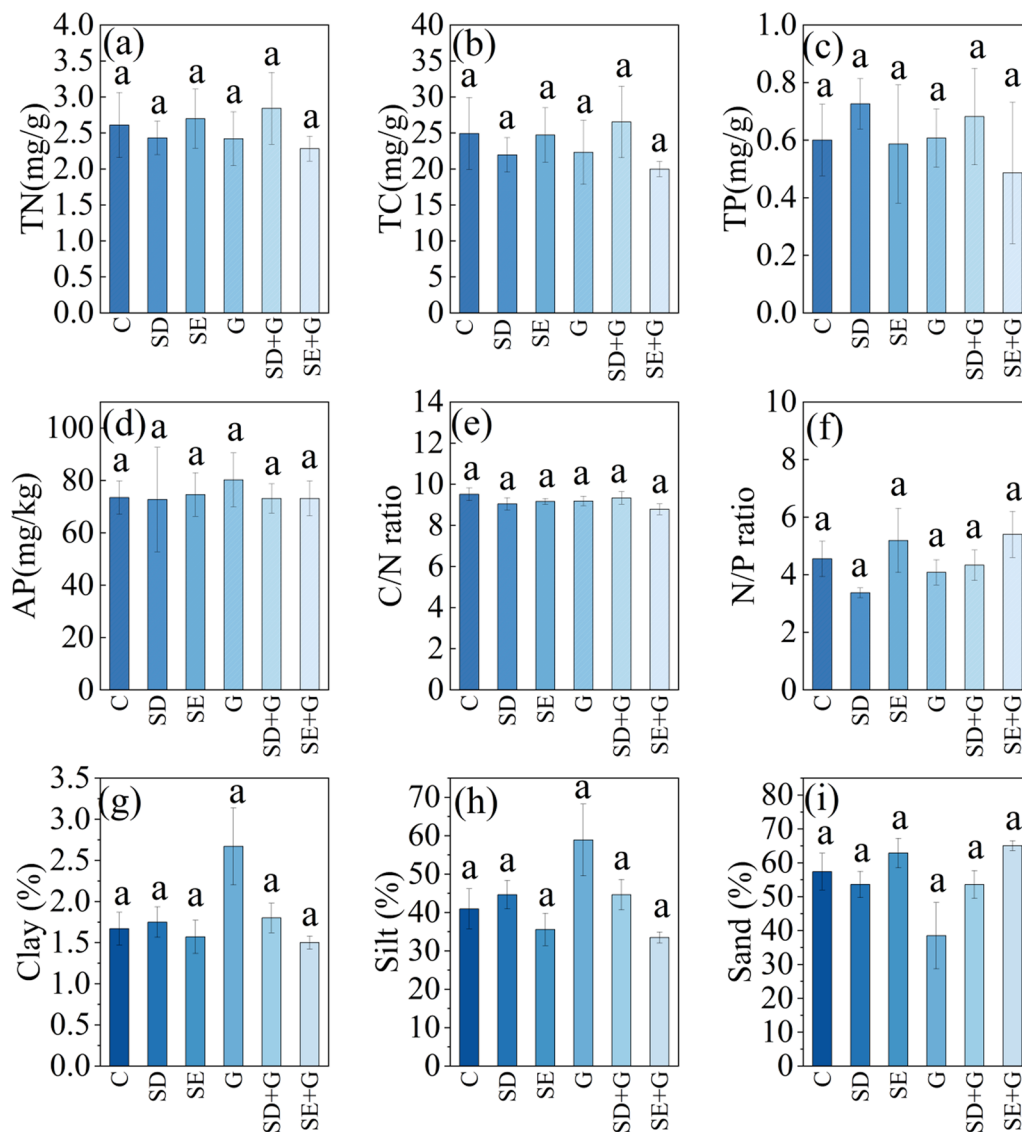 (a)
TN(mg/g)
4.0
3.5
3.0
2.5
2.0
1.5
1.0
0.5
0.0
a a a a a a
C SD SE G SD+G SE+G
(b)
TC(mg/g)
40
35
30
25
20
15
10
5
0
a a a a a a
C SD SE G SD+G SE+G
(c)
TP(mg/g)
1.0
0.8
0.6
0.4
0.2
0.0
a a a a a a
C SD SE G SD+G SE+G
(d)
AP(mg/kg)
100
80
60
40
20
0
a a a a a a
C SD SE G SD+G SE+G
(e)
C/N ratio
14
12
10
8
6
4
2
0
a a a a a a
C SD SE G SD+G SE+G
(f)
N/P ratio
10
8
6
4
2
0
a a a a a a
C SD SE G SD+G SE+G
(g)
Clay (%)
3.5
3.0
2.5
2.0
1.5
1.0
0.5
0.0
a a a a a a
C SD SE G SD+G SE+G
(h)
Silt (%)
70
60
50
40
30
20
10
0
a a a a a a
C SD SE G SD+G SE+G
(i)
Sand (%)
80
70
60
50
40
30
20
10
0
a a a a a a
C SD SE G SD+G SE+G